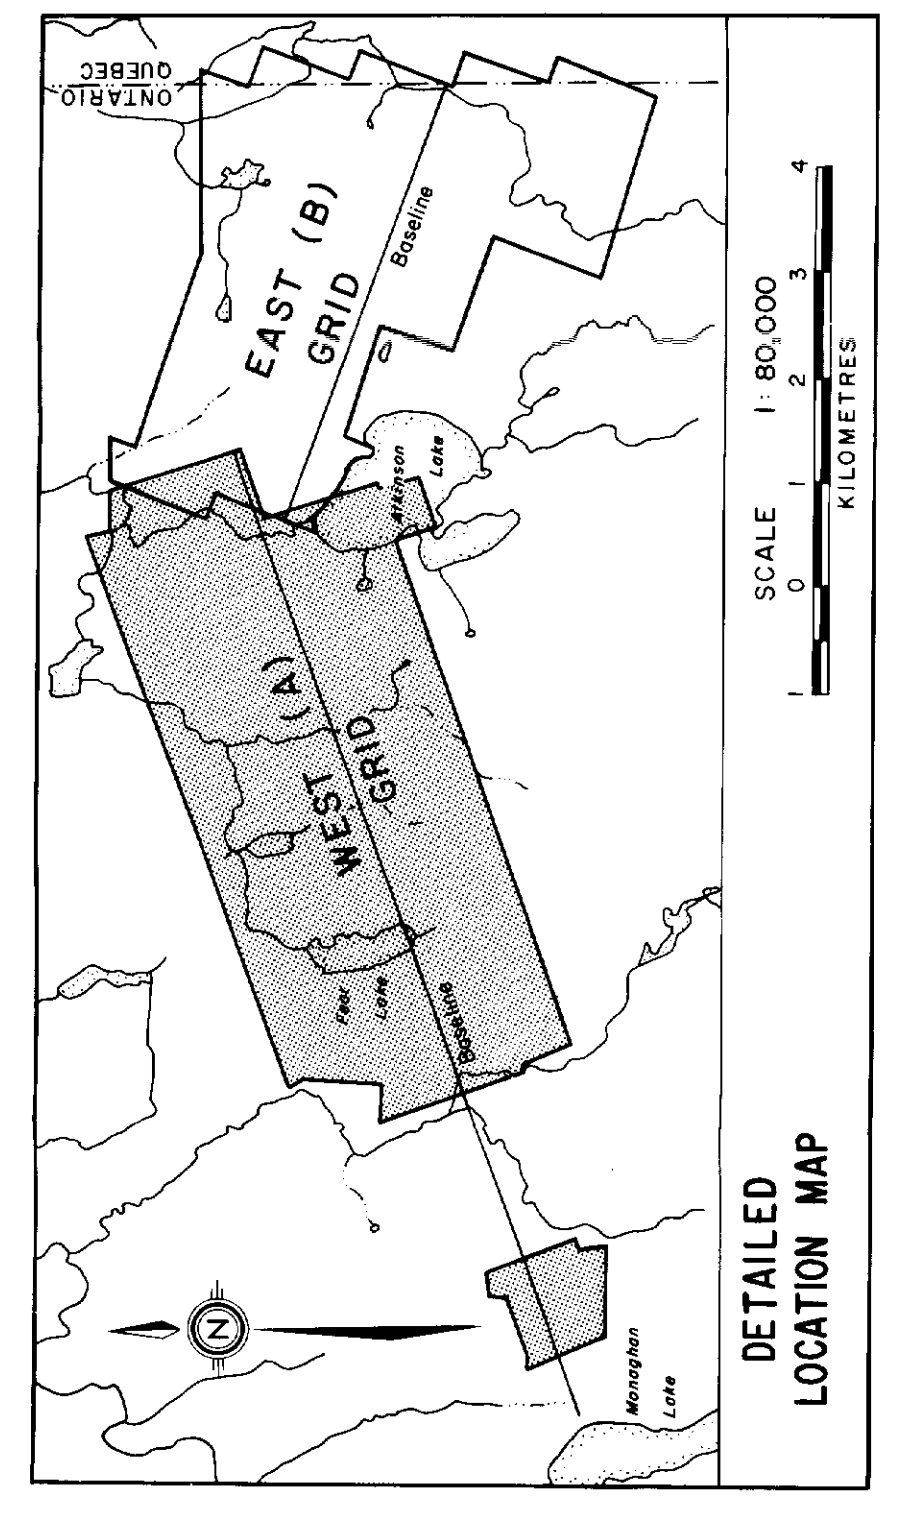 ONTARIO
QUEBEC
EAST (B)
GRID
Baseline
Atkinson
Lake
WEST (A)
GRID
Fear
Lake
Baseline
N
Monaghan
Lake
DETAILED
LOCATION MAP
SCALE 1:80,000
1 0 1 2 3 4
KILOMETRES